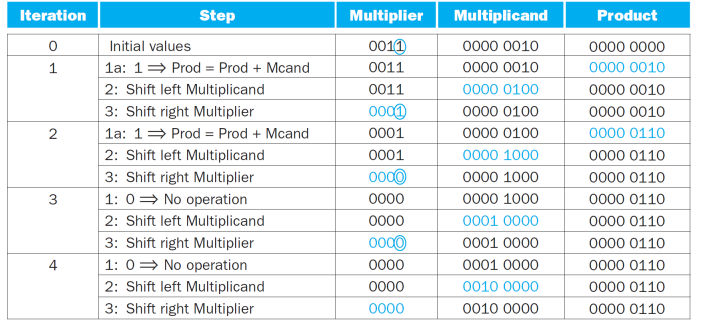 Iteration Step Multiplier Multiplicand Product
0 Initial values 0011 0000 0010 0000 0000
1 1a: 1 ⟹ Prod = Prod + Mcand 0011 0000 0010 0000 0010
2: Shift left Multiplicand 0011 0000 0100 0000 0010
3: Shift right Multiplier 0001 0000 0100 0000 0010
2 1a: 1 ⟹ Prod = Prod + Mcand 0001 0000 0100 0000 0110
2: Shift left Multiplicand 0001 0000 1000 0000 0110
3: Shift right Multiplier 0000 0000 1000 0000 0110
3 1: 0 ⟹ No operation 0000 0000 1000 0000 0110
2: Shift left Multiplicand 0000 0001 0000 0000 0110
3: Shift right Multiplier 0000 0001 0000 0000 0110
4 1: 0 ⟹ No operation 0000 0001 0000 0000 0110
2: Shift left Multiplicand 0000 0010 0000 0000 0110
3: Shift right Multiplier 0000 0010 0000 0000 0110